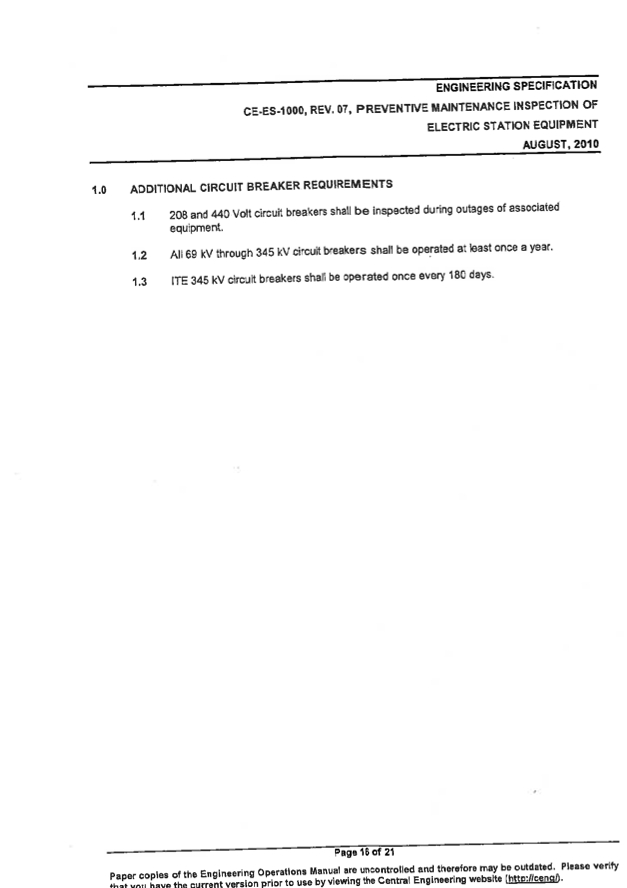 ENGINEERING SPECIFICATION
CE-ES-1000, REV. 07, PREVENTIVE MAINTENANCE INSPECTION OF
ELECTRIC STATION EQUIPMENT
AUGUST, 2010
1.0 ADDITIONAL CIRCUIT BREAKER REQUIREMENTS
1.1 208 and 440 Volt circuit breakers shall be inspected during outages of associated
equipment.
1.2 All 69 kV through 345 kV circuit breakers shall be operated at least once a year.
1.3 ITE 345 kV circuit breakers shall be operated once every 180 days.
Page 16 of 21
Paper copies of the Engineering Operations Manual are uncontrolled and therefore may be outdated. Please verify
that you have the current version prior to use by viewing the Central Engineering website (http://ceng/).